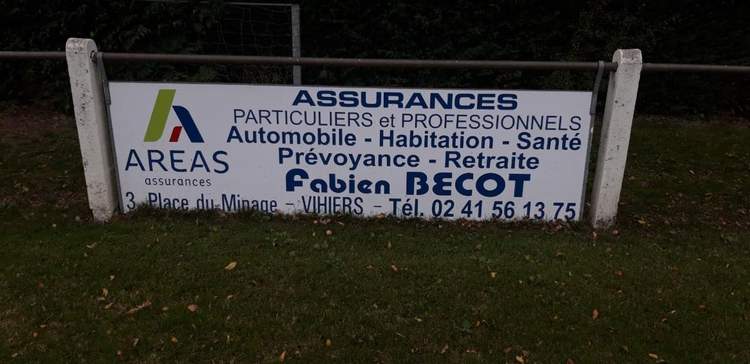 AREAS
assurances
ASSURANCES
PARTICULIERS et PROFESSIONNELS
Automobile - Habitation - Santé
Prévoyance - Retraite
Fabien BECOT
3, Place du Minage - VIHIERS - Tél. 02 41 56 13 75